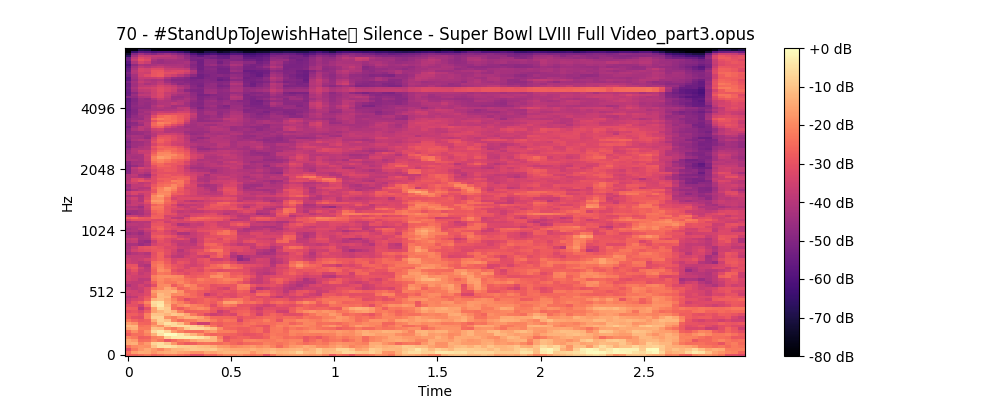 70 - #StandUpToJewishHate▯ Silence - Super Bowl LVIII Full Video_part3.opus
+0 dB
4096
-10 dB
-20 dB
2048
-30 dB
Hz
-40 dB
1024
-50 dB
512
-60 dB
-70 dB
0
-80 dB
0 0.5 1 1.5 2 2.5
Time